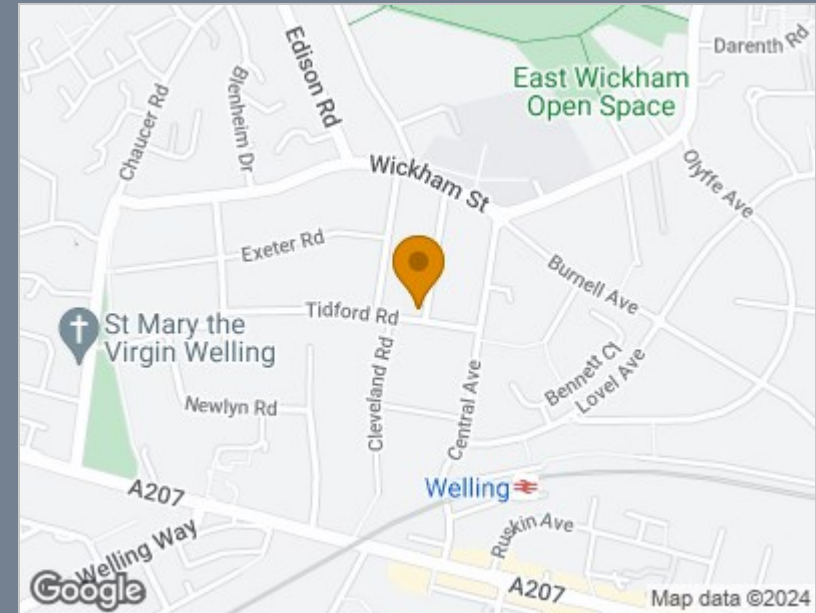 Darenth Rd
East Wickham
Open Space
Edison Rd
Blenheim Dr
Chaucer Rd
Wickham St
Olyffe Ave
Exeter Rd
Burnell Ave
Tidford Rd
St Mary the
Virgin Welling
Bennett Cl
Lovel Ave
Newlyn Rd
Cleveland Rd
Central Ave
Welling
A207
Ruskin Ave
Welling Way
A207
Google
Map data ©2024